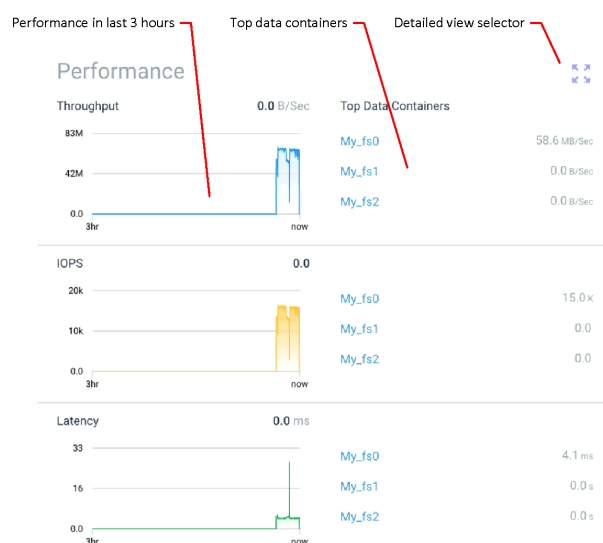 Performance in last 3 hours Top data containers Detailed view selector
Performance
Throughput 0.0 B/Sec Top Data Containers
83M
My_fs0 58.6 MB/Sec
42M
My_fs1 0.0 B/Sec
My_fs2 0.0 B/Sec
0.0
3hr now
IOPS 0.0
20k
My_fs0 15.0 K
10k
My_fs1 0.0
My_fs2 0.0
0.0
3hr now
Latency 0.0 ms
33
My_fs0 4.1 ms
16
My_fs1 0.0 s
My_fs2 0.0 s
0.0
3hr now